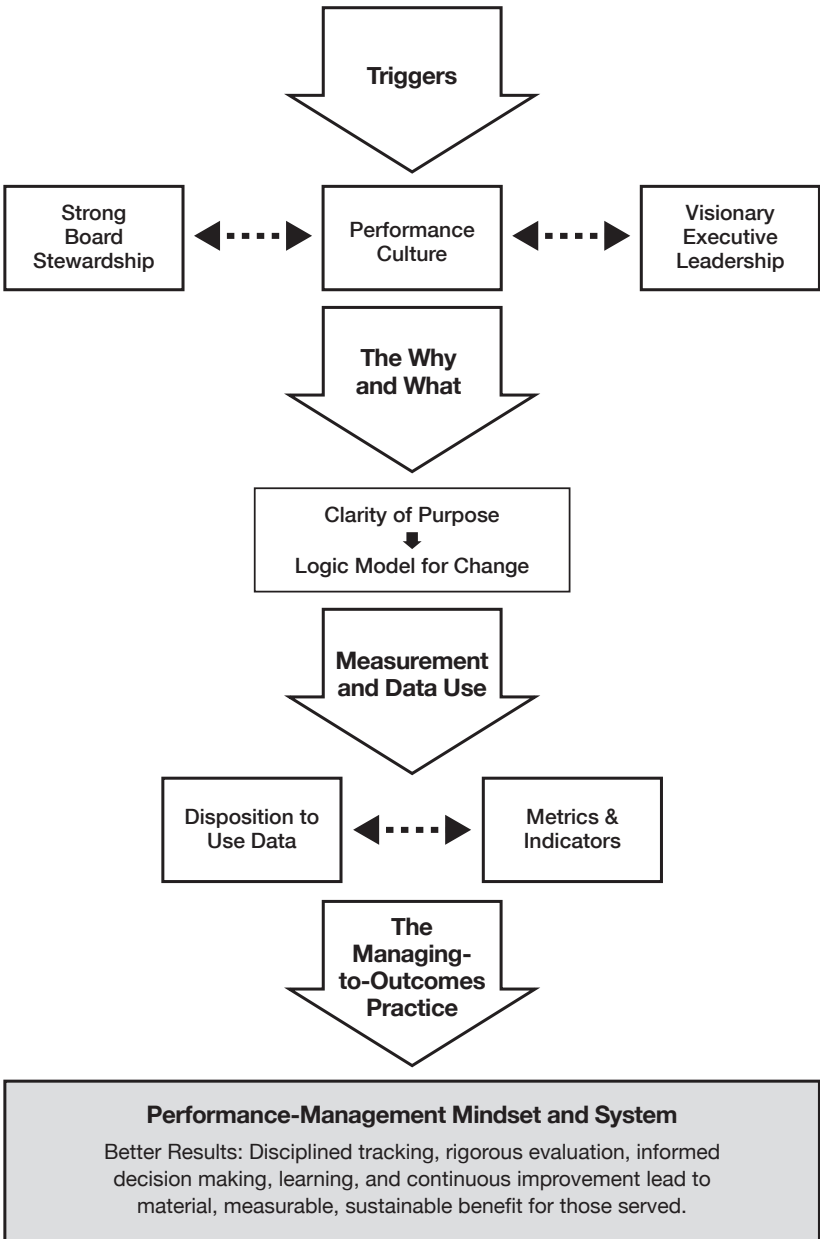 Triggers
Strong
Board
Stewardship
Performance
Culture
Visionary
Executive
Leadership
The Why
and What
Clarity of Purpose
Logic Model for Change
Measurement
and Data Use
Disposition to
Use Data
Metrics &
Indicators
The
Managing-
to-Outcomes
Practice
Performance-Management Mindset and System
Better Results: Disciplined tracking, rigorous evaluation, informed
decision making, learning, and continuous improvement lead to
material, measurable, sustainable benefit for those served.